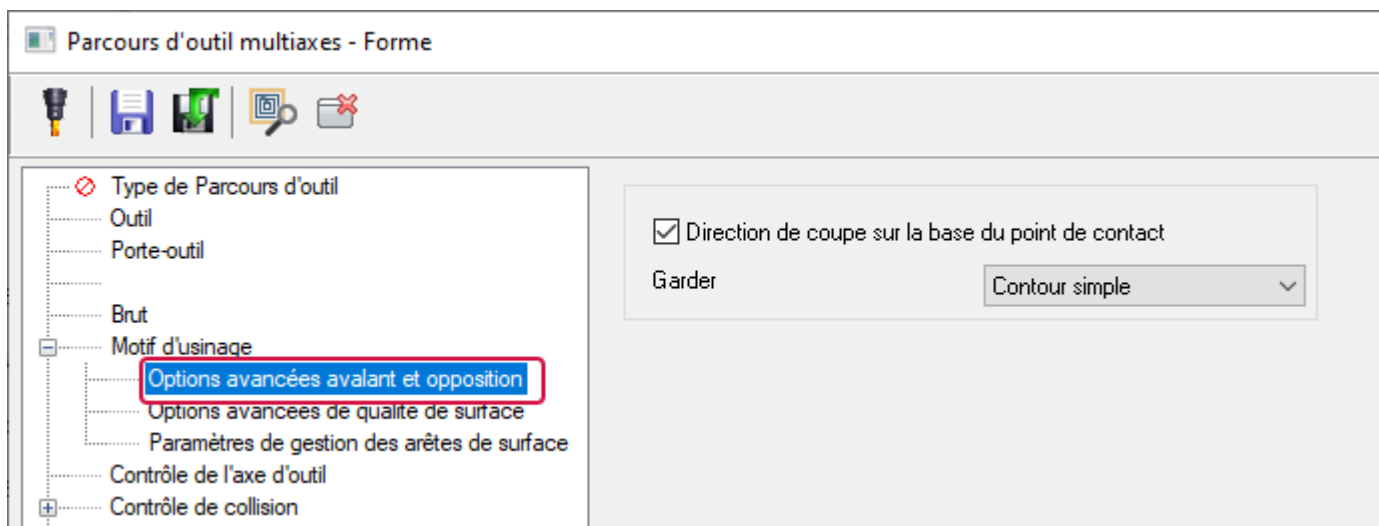 Parcours d'outil multiaxes - Forme
Type de Parcours d'outil
Outil
Porte-outil
Brut
Motif d'usinage
Options avancées avalant et opposition
Options avancées de qualité de surface
Paramètres de gestion des arêtes de surface
Contrôle de l'axe d'outil
Contrôle de collision
Direction de coupe sur la base du point de contact
Garder Contour simple